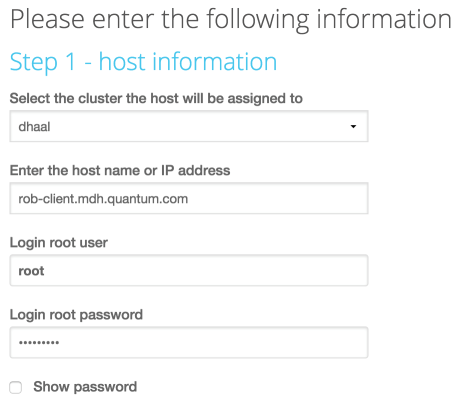 Please enter the following information
Step 1 - host information
Select the cluster the host will be assigned to
dhaal
Enter the host name or IP address
rob-client.mdh.quantum.com
Login root user
root
Login root password
•••••••••
Show password